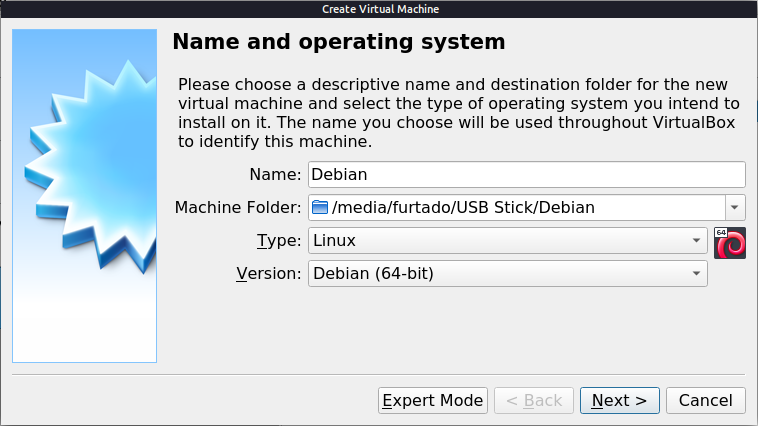 Create Virtual Machine
Name and operating system
Please choose a descriptive name and destination folder for the new
virtual machine and select the type of operating system you intend to
install on it. The name you choose will be used throughout VirtualBox
to identify this machine.
Name: Debian
Machine Folder: /media/furtado/USB Stick/Debian
Type: Linux
64
Version: Debian (64-bit)
Expert Mode < Back Next > Cancel